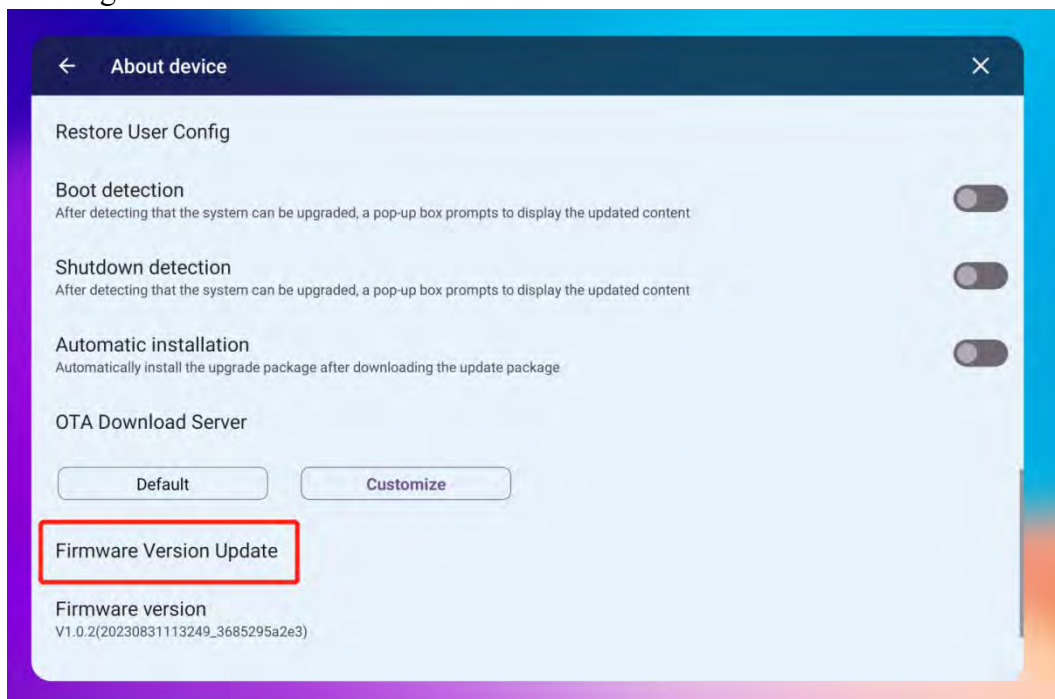 About device
Restore User Config
Boot detection
After detecting that the system can be upgraded, a pop-up box prompts to display the updated content
Shutdown detection
After detecting that the system can be upgraded, a pop-up box prompts to display the updated content
Automatic installation
Automatically install the upgrade package after downloading the update package
OTA Download Server
Default Customize
Firmware Version Update
Firmware version
V1.0.2(20230831113249_3685295a2e3)